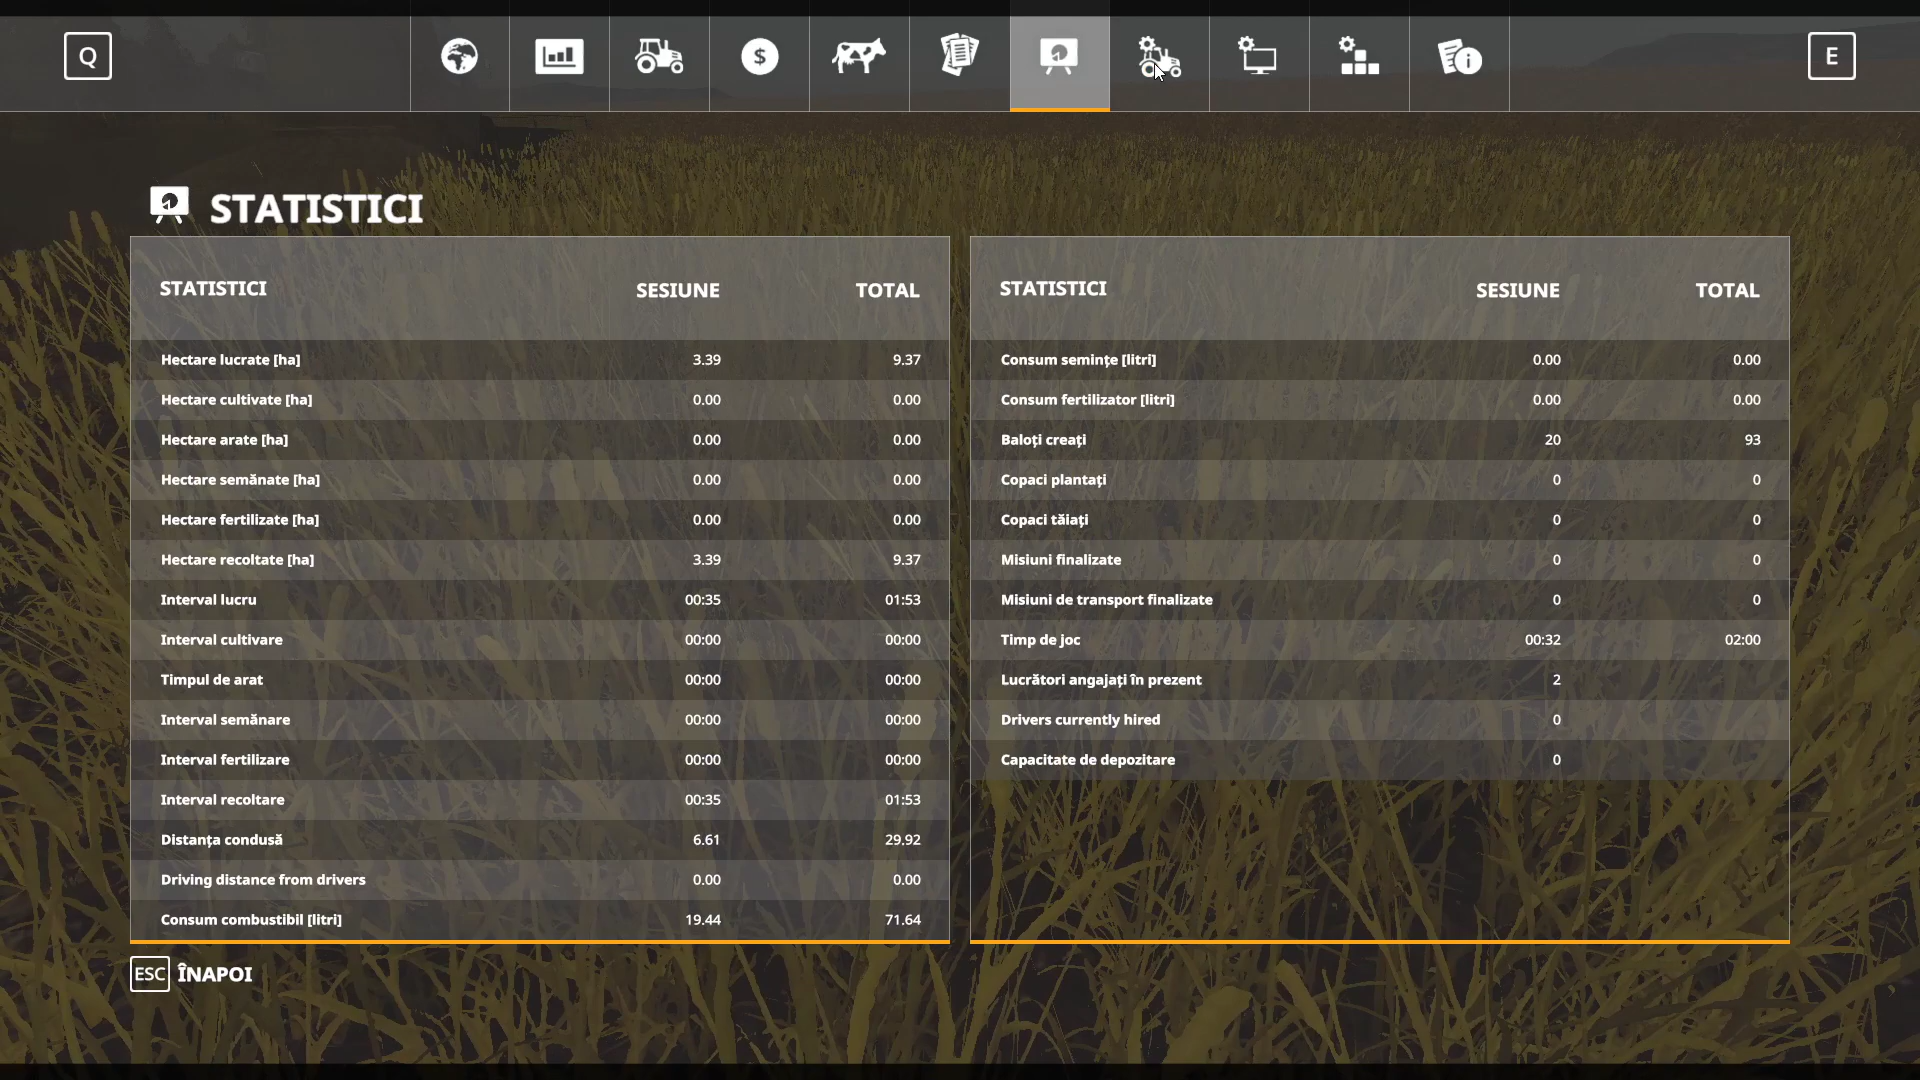 Q
$
E
STATISTICI
STATISTICI SESIUNE TOTAL
Hectare lucrate [ha] 3.39 9.37
Hectare cultivate [ha] 0.00 0.00
Hectare arate [ha] 0.00 0.00
Hectare semănate [ha] 0.00 0.00
Hectare fertilizate [ha] 0.00 0.00
Hectare recoltate [ha] 3.39 9.37
Interval lucru 00:35 01:53
Interval cultivare 00:00 00:00
Timpul de arat 00:00 00:00
Interval semănare 00:00 00:00
Interval fertilizare 00:00 00:00
Interval recoltare 00:35 01:53
Distanța condusă 6.61 29.92
Driving distance from drivers 0.00 0.00
Consum combustibil [litri] 19.44 71.64
STATISTICI SESIUNE TOTAL
Consum semințe [litri] 0.00 0.00
Consum fertilizator [litri] 0.00 0.00
Baloți creați 20 93
Copaci plantați 0 0
Copaci tăiați 0 0
Misiuni finalizate 0 0
Misiuni de transport finalizate 0 0
Timp de joc 00:32 02:00
Lucrători angajați în prezent 2
Drivers currently hired 0
Capacitate de depozitare 0
ESC ÎNAPOI